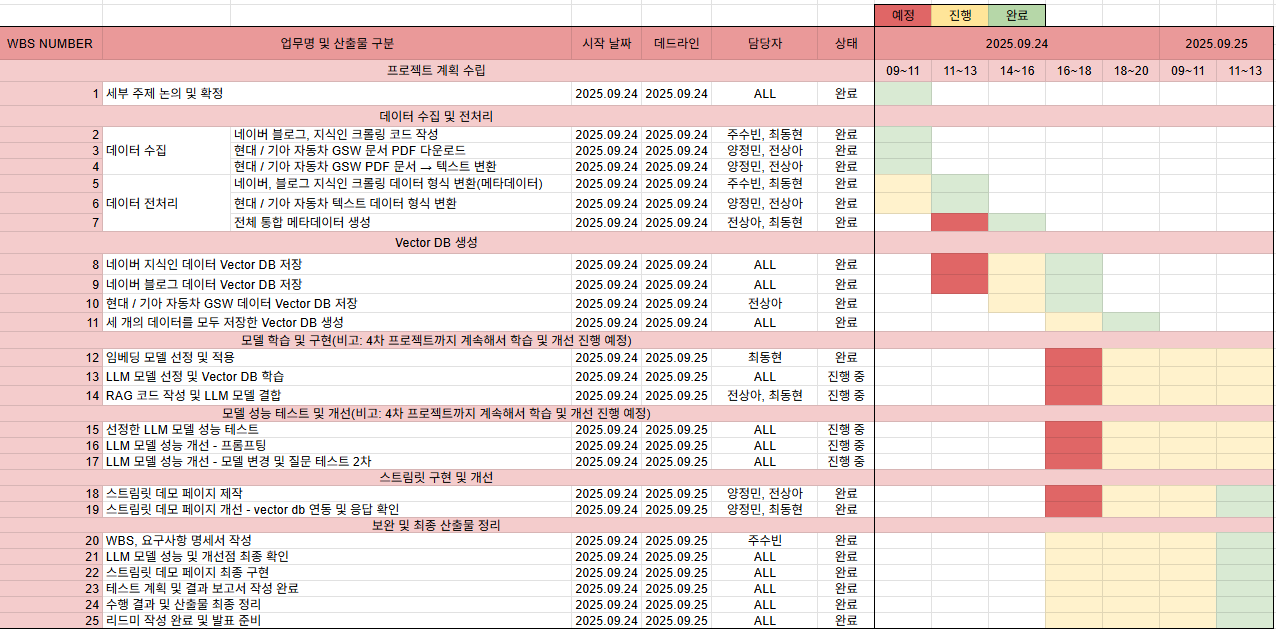 예정 진행 완료
WBS NUMBER 업무명 및 산출물 구분 시작 날짜 데드라인 담당자 상태 2025.09.24 2025.09.25
프로젝트 계획 수립 09~11 11~13 14~16 16~18 18~20 09~11 11~13
1 세부 주제 논의 및 확정 2025.09.24 2025.09.24 ALL 완료
데이터 수집 및 전처리
2 네이버 블로그, 지식인 크롤링 코드 작성 2025.09.24 2025.09.24 주수빈, 최동현 완료
3 데이터 수집 현대 / 기아 자동차 GSW 문서 PDF 다운로드 2025.09.24 2025.09.24 양정민, 전상아 완료
4 현대 / 기아 자동차 GSW PDF 문서 → 텍스트 변환 2025.09.24 2025.09.24 양정민, 전상아 완료
5 네이버, 블로그 지식인 크롤링 데이터 형식 변환(메타데이터) 2025.09.24 2025.09.24 주수빈, 최동현 완료
6 데이터 전처리 현대 / 기아 자동차 텍스트 데이터 형식 변환 2025.09.24 2025.09.24 양정민, 전상아 완료
7 전체 통합 메타데이터 생성 2025.09.24 2025.09.24 전상아, 최동현 완료
Vector DB 생성
8 네이버 지식인 데이터 Vector DB 저장 2025.09.24 2025.09.24 ALL 완료
9 네이버 블로그 데이터 Vector DB 저장 2025.09.24 2025.09.24 ALL 완료
10 현대 / 기아 자동차 GSW 데이터 Vector DB 저장 2025.09.24 2025.09.24 전상아 완료
11 세 개의 데이터를 모두 저장한 Vector DB 생성 2025.09.24 2025.09.24 ALL 완료
모델 학습 및 구현(비고: 4차 프로젝트까지 계속해서 학습 및 개선 진행 예정)
12 임베딩 모델 선정 및 적용 2025.09.24 2025.09.25 최동현 완료
13 LLM 모델 선정 및 Vector DB 학습 2025.09.24 2025.09.25 ALL 진행 중
14 RAG 코드 작성 및 LLM 모델 결합 2025.09.24 2025.09.25 전상아, 최동현 진행 중
모델 성능 테스트 및 개선(비고: 4차 프로젝트까지 계속해서 학습 및 개선 진행 예정)
15 선정한 LLM 모델 성능 테스트 2025.09.24 2025.09.25 ALL 진행 중
16 LLM 모델 성능 개선 - 프롬프팅 2025.09.24 2025.09.25 ALL 진행 중
17 LLM 모델 성능 개선 - 모델 변경 및 질문 테스트 2차 2025.09.24 2025.09.25 ALL 진행 중
스트림릿 구현 및 개선
18 스트림릿 데모 페이지 제작 2025.09.24 2025.09.25 양정민, 전상아 완료
19 스트림릿 데모 페이지 개선 - vector db 연동 및 응답 확인 2025.09.24 2025.09.25 양정민, 최동현 완료
보완 및 최종 산출물 정리
20 WBS, 요구사항 명세서 작성 2025.09.24 2025.09.25 주수빈 완료
21 LLM 모델 성능 및 개선점 최종 확인 2025.09.24 2025.09.25 ALL 완료
22 스트림릿 데모 페이지 최종 구현 2025.09.24 2025.09.25 ALL 완료
23 테스트 계획 및 결과 보고서 작성 완료 2025.09.24 2025.09.25 ALL 완료
24 수행 결과 및 산출물 최종 정리 2025.09.24 2025.09.25 ALL 완료
25 리드미 작성 완료 및 발표 준비 2025.09.24 2025.09.25 ALL 완료